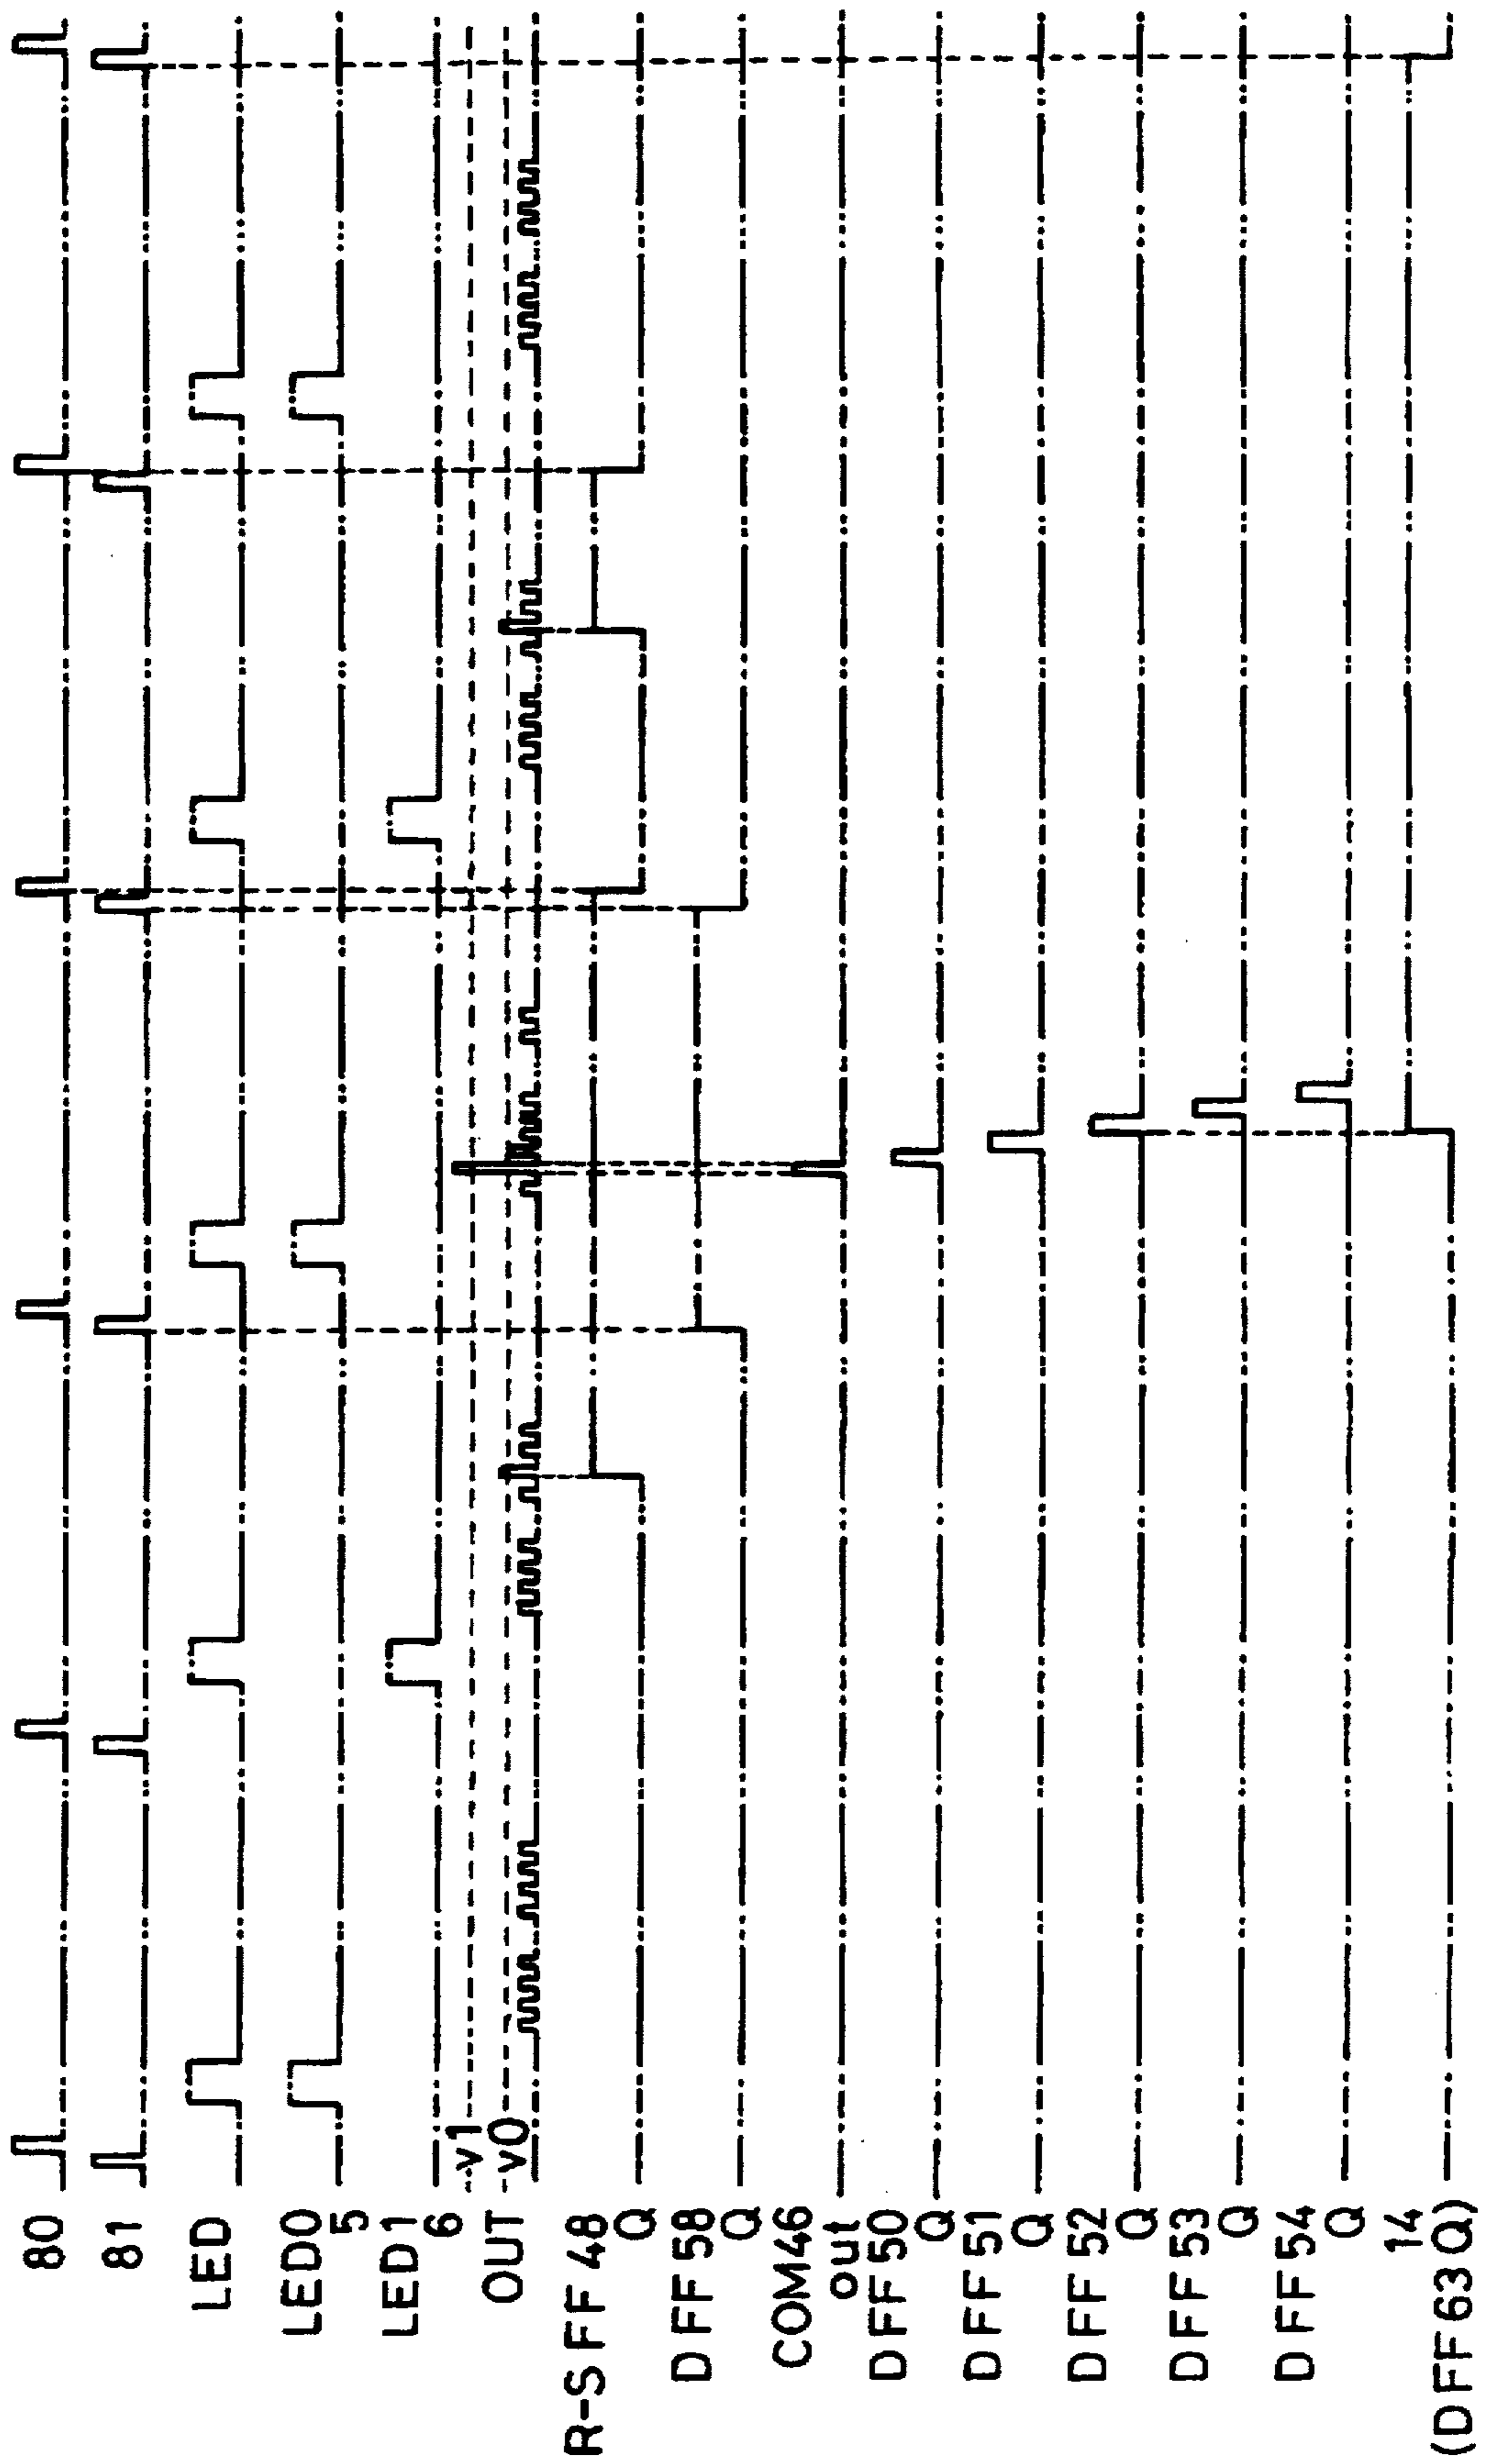 80
81
LED
LED0
5
LED1
6
v1
v0
OUT
R-S FF 48
Q
D FF 58
Q
COM46
out
D FF 50
Q
D FF 51
Q
D FF 52
Q
D FF 53
Q
D FF 54
Q
14
(D FF 63 Q)